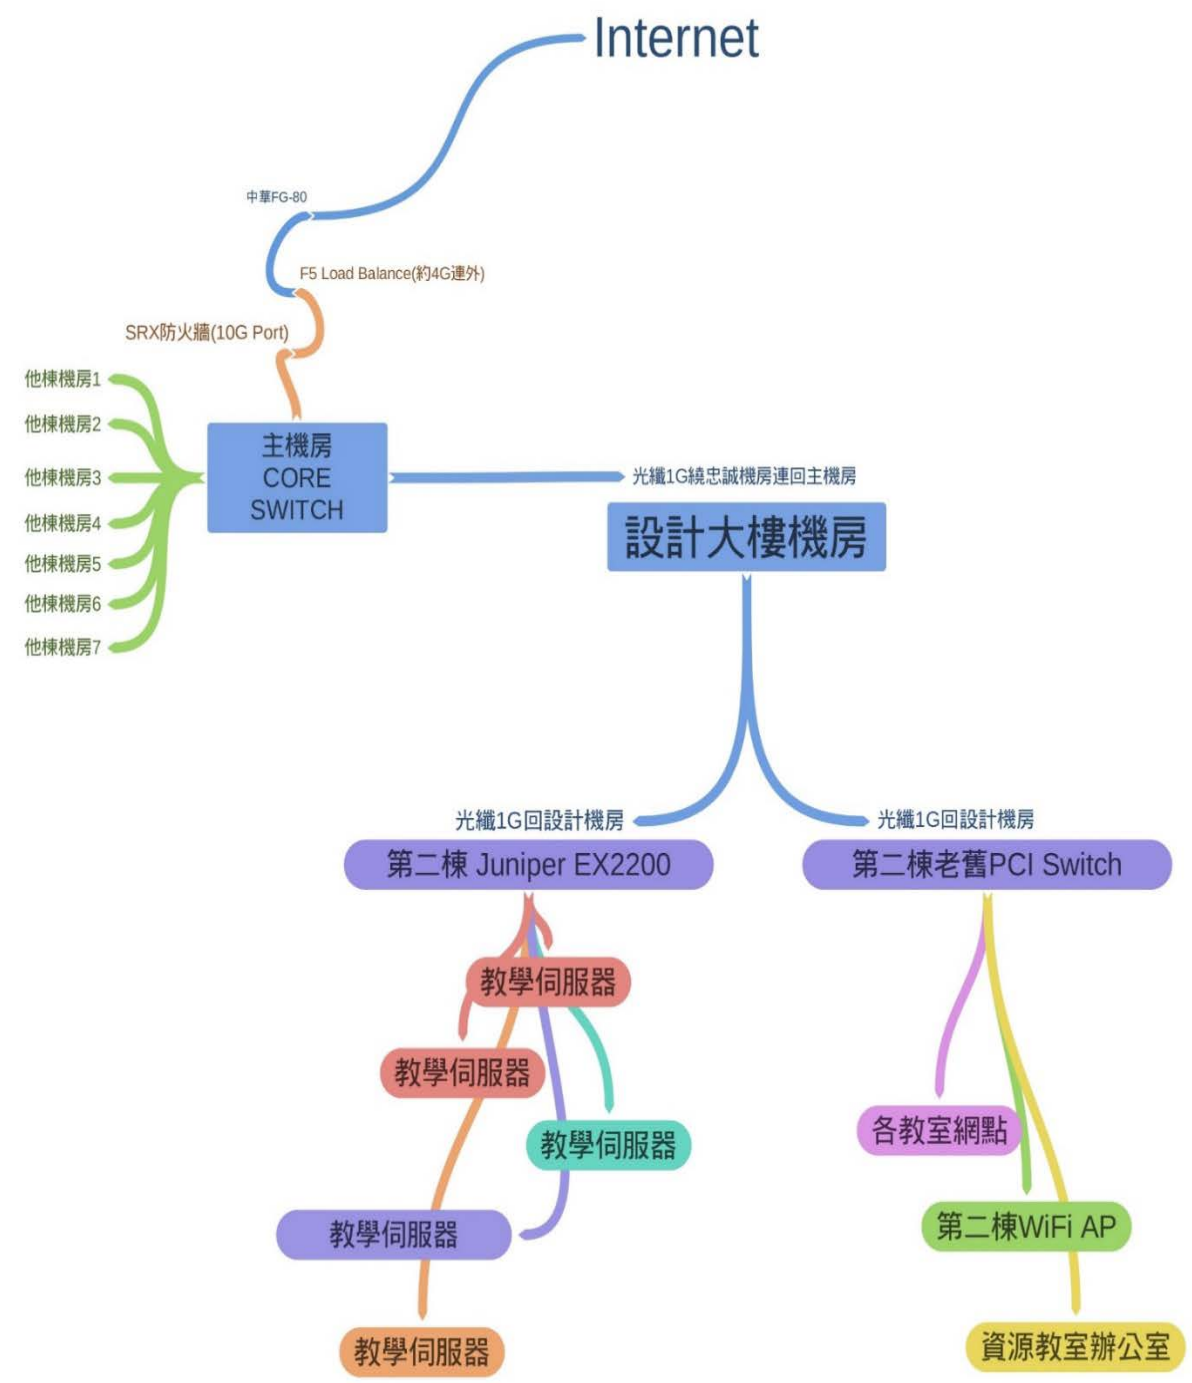 Internet
中華FG-80
F5 Load Balance(約4G連外)
SRX防火牆(10G Port)
他棟機房1
他棟機房2
他棟機房3
他棟機房4
他棟機房5
他棟機房6
他棟機房7
主機房
CORE
SWITCH
光纖1G繞忠誠機房連回主機房
設計大樓機房
光纖1G回設計機房
第二棟 Juniper EX2200
教學伺服器
教學伺服器
教學伺服器
教學伺服器
教學伺服器
光纖1G回設計機房
第二棟老舊PCI Switch
各教室網點
第二棟WiFi AP
資源教室辦公室